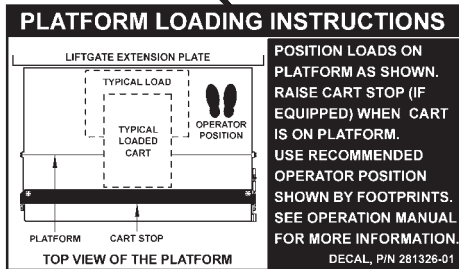 PLATFORM LOADING INSTRUCTIONS
LIFTGATE EXTENSION PLATE
TYPICAL LOAD
TYPICAL
LOADED
CART
OPERATOR
POSITION
PLATFORM
CART STOP
TOP VIEW OF THE PLATFORM
POSITION LOADS ON
PLATFORM AS SHOWN.
RAISE CART STOP (IF
EQUIPPED) WHEN CART
IS ON PLATFORM.
USE RECOMMENDED
OPERATOR POSITION
SHOWN BY FOOTPRINTS.
SEE OPERATION MANUAL
FOR MORE INFORMATION.
DECAL, P/N 281326-01